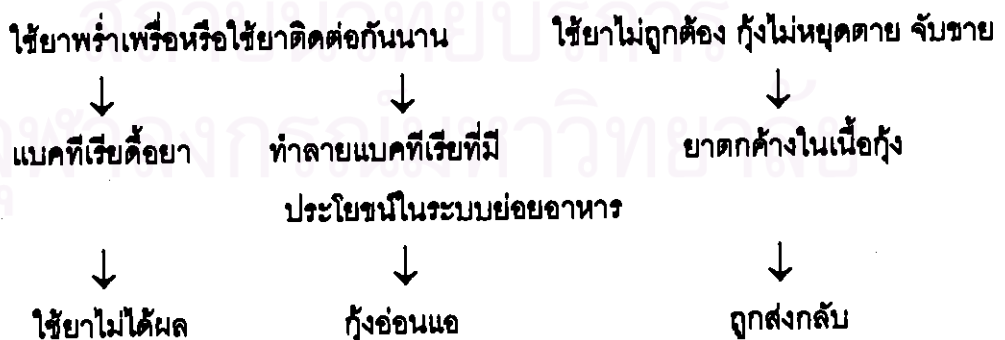 ใช้ยาพร่ำเพรื่อหรือใช้ยาติดต่อกันนาน ใช้ยาไม่ถูกต้อง กุ้งไม่หยุดตาย จับขาย
↓ ↓ ↓
แบคทีเรียดื้อยา ทำลายแบคทีเรียที่มี ยาตกค้างในเนื้อกุ้ง
ประโยชน์ในระบบย่อยอาหาร
↓ ↓ ↓
ใช้ยาไม่ได้ผล กุ้งอ่อนแอ ถูกส่งกลับ